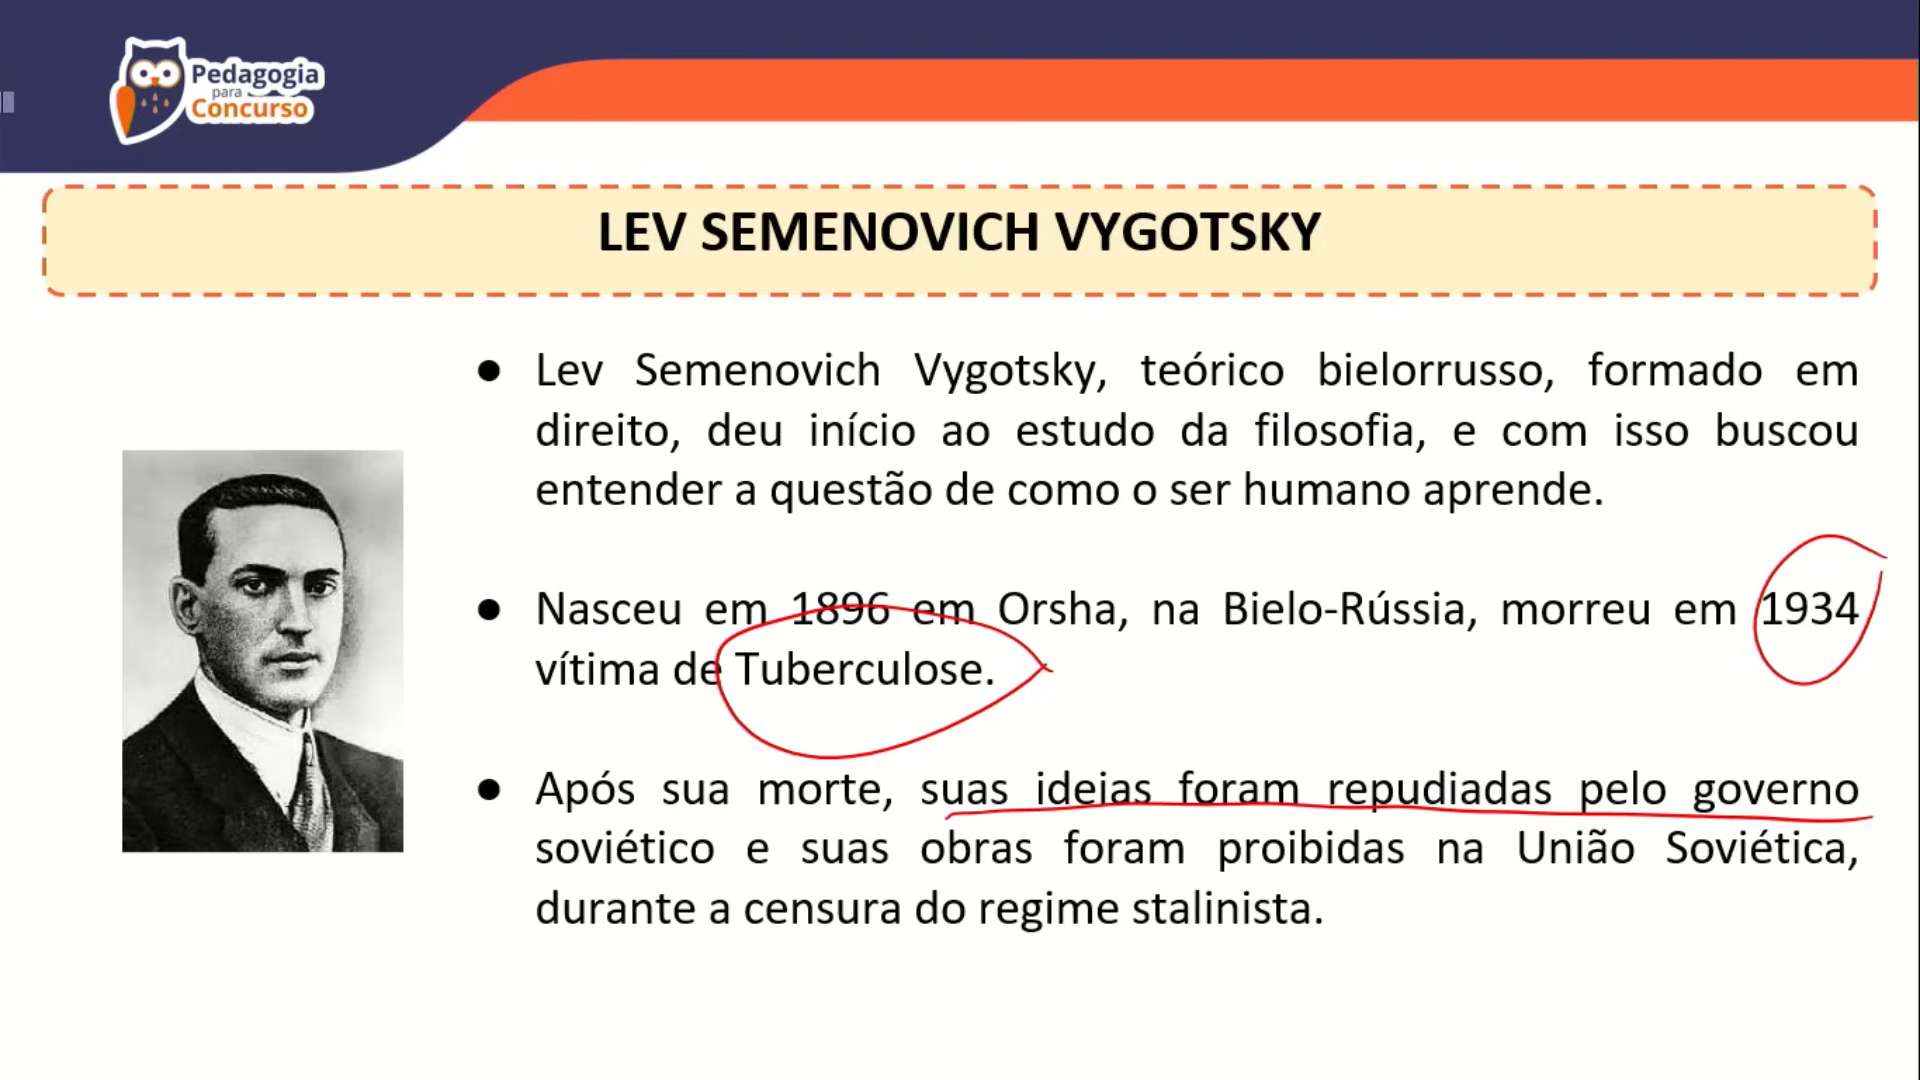 Pedagogia
para
Concurso
LEV SEMENOVICH VYGOTSKY
● Lev Semenovich Vygotsky, teórico bielorrusso, formado em
direito, deu início ao estudo da filosofia, e com isso buscou
entender a questão de como o ser humano aprende.
● Nasceu em 1896 em Orsha, na Bielo-Rússia, morreu em 1934
vítima de Tuberculose.
● Após sua morte, suas ideias foram repudiadas pelo governo
soviético e suas obras foram proibidas na União Soviética,
durante a censura do regime stalinista.